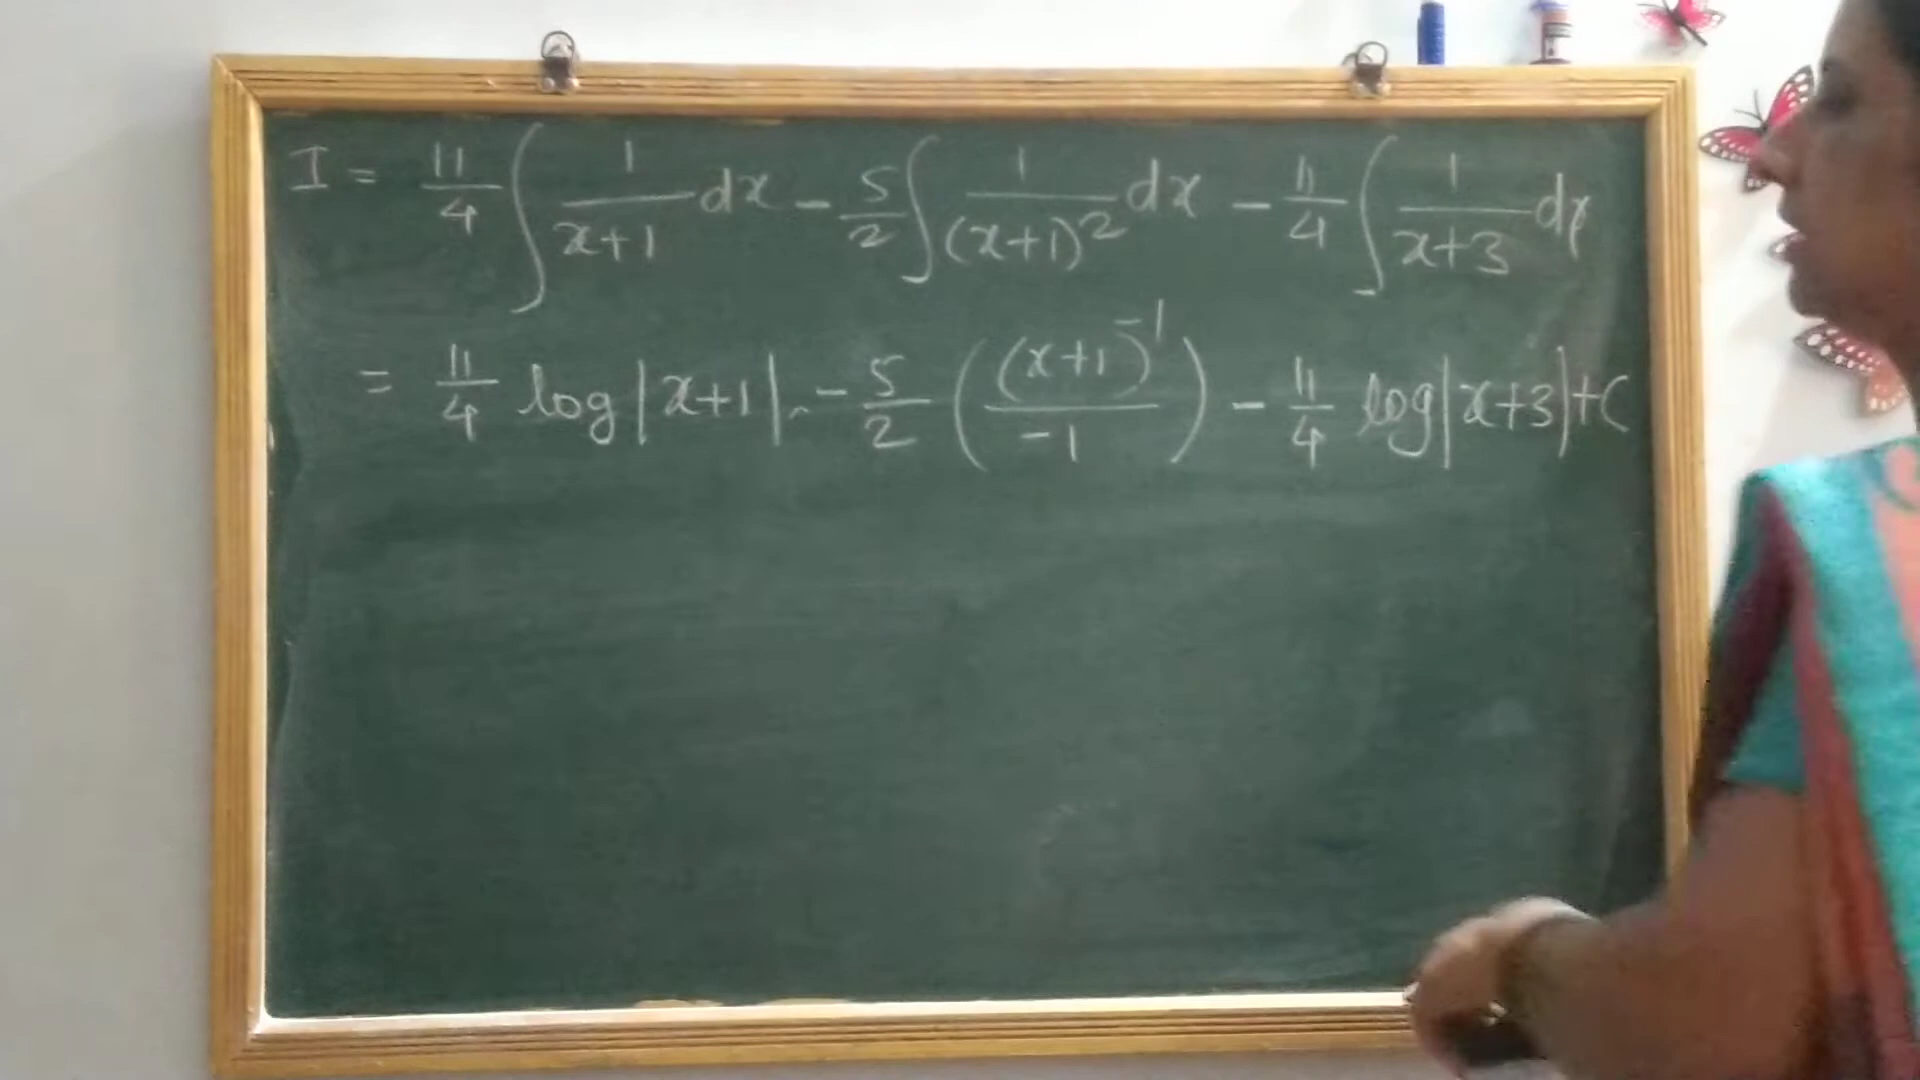 I = 11/4 ∫ 1/(x+1) dx - 5/2 ∫ 1/(x+1)² dx - 11/4 ∫ 1/(x+3) dx
= 11/4 log|x+1| - 5/2 ((x+1)⁻¹/-1) - 11/4 log|x+3| + C